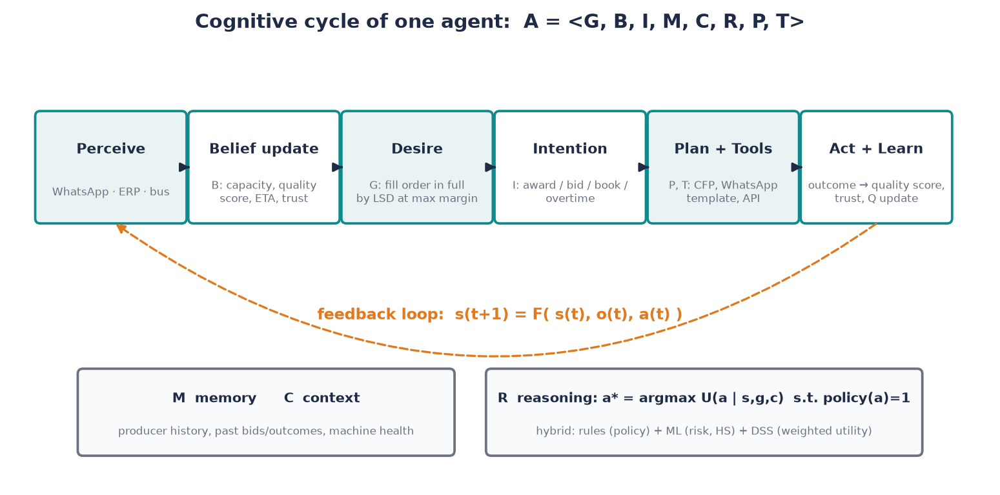 Cognitive cycle of one agent:  A = <G, B, I, M, C, R, P, T>
Perceive
WhatsApp · ERP · bus
Belief update
B: capacity, quality
score, ETA, trust
Desire
G: fill order in full
by LSD at max margin
Intention
I: award / bid / book /
overtime
Plan + Tools
P, T: CFP, WhatsApp
template, API
Act + Learn
outcome → quality score,
trust, Q update
feedback loop:  s(t+1) = F( s(t), o(t), a(t) )
M  memory      C  context
producer history, past bids/outcomes, machine health
R  reasoning: a* = argmax U(a | s,g,c)  s.t. policy(a)=1
hybrid: rules (policy) + ML (risk, HS) + DSS (weighted utility)